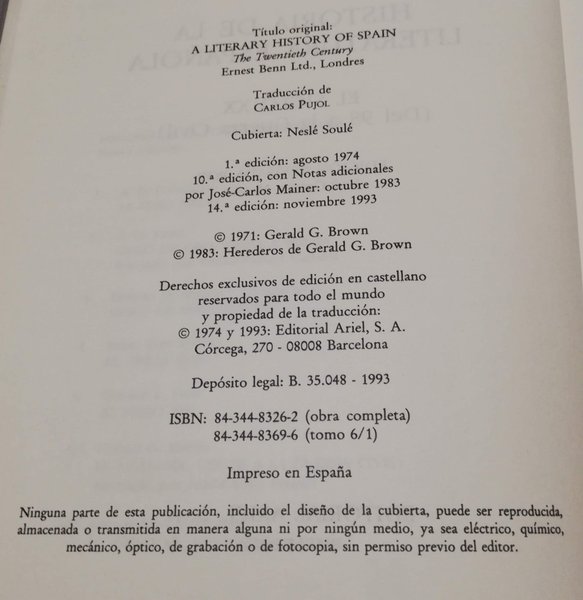 Título original:
A LITERARY HISTORY OF SPAIN
The Twentieth Century
Ernest Benn Ltd., Londres
Traducción de
CARLOS PUJOL
Cubierta: Neslé Soulé
1.ª edición: agosto 1974
10.ª edición, con Notas adicionales
por José-Carlos Mainer: octubre 1983
14.ª edición: noviembre 1993
© 1971: Gerald G. Brown
© 1983: Herederos de Gerald G. Brown
Derechos exclusivos de edición en castellano
reservados para todo el mundo
y propiedad de la traducción:
© 1974 y 1993: Editorial Ariel, S. A.
Córcega, 270 - 08008 Barcelona
Depósito legal: B. 35.048 - 1993
ISBN: 84-344-8326-2 (obra completa)
84-344-8369-6 (tomo 6/1)
Impreso en España
Ninguna parte de esta publicación, incluido el diseño de la cubierta, puede ser reproducida,
almacenada o transmitida en manera alguna ni por ningún medio, ya sea eléctrico, químico,
mecánico, óptico, de grabación o de fotocopia, sin permiso previo del editor.